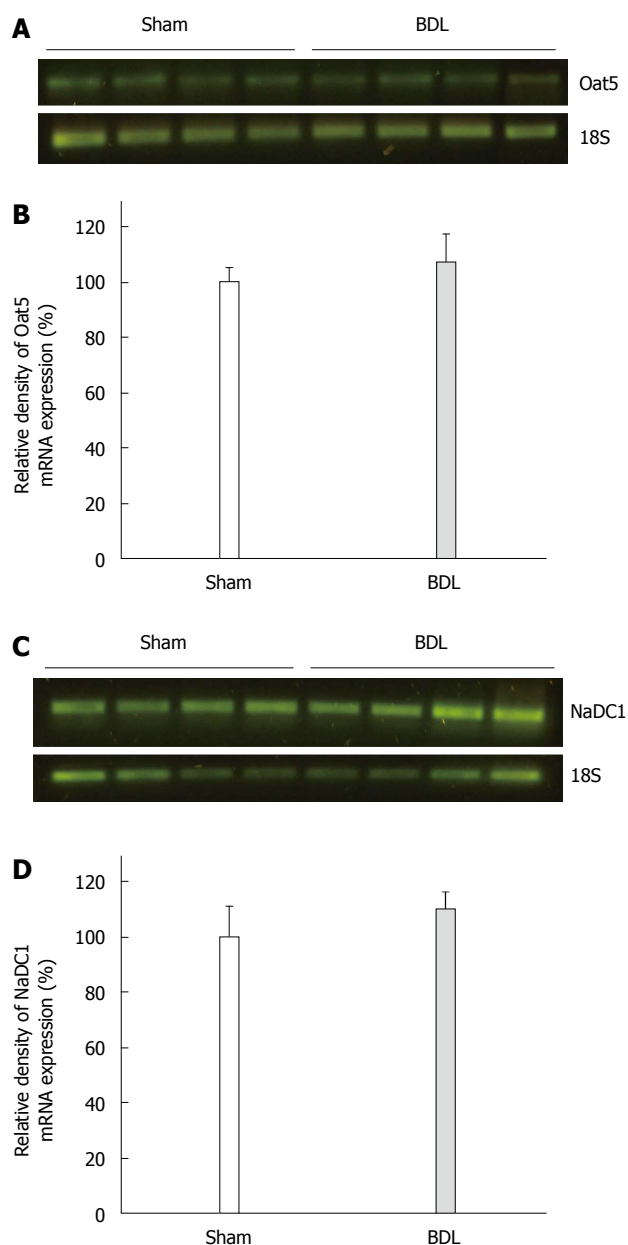 A
Sham BDL
Oat5
18S
B
Relative density of Oat5
mRNA expression (%)
120
100
80
60
40
20
0
Sham BDL
C
Sham BDL
NaDC1
18S
D
Relative density of NaDC1
mRNA expression (%)
120
100
80
60
40
20
0
Sham BDL